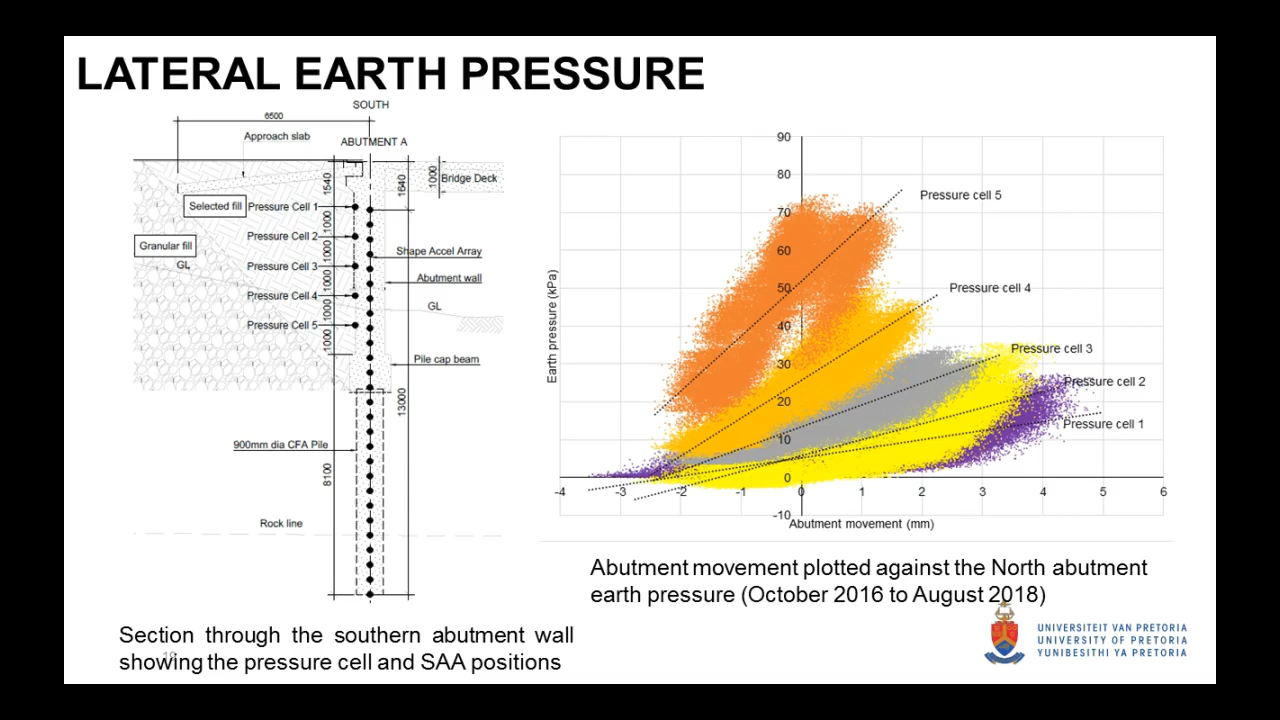 LATERAL EARTH PRESSURE
SOUTH
6500
Approach slab
ABUTMENT A
1540
1640
1000
Bridge Deck
Selected fill
Pressure Cell 1
1000
Pressure Cell 2
Granular fill
1000
Shape Accel Array
GL
Pressure Cell 3
1000
Abutment wall
Pressure Cell 4
GL
1000
Pressure Cell 5
1000
Pile cap beam
13000
900mm dia CFA Pile
8100
Rock line
90
80
70
60
50
40
30
20
10
0
-10
Earth pressure (kPa)
Pressure cell 5
Pressure cell 4
Pressure cell 3
Pressure cell 2
Pressure cell 1
-4 -3 -2 -1 0 1 2 3 4 5 6
Abutment movement (mm)
Abutment movement plotted against the North abutment
earth pressure (October 2016 to August 2018)
Section through the southern abutment wall
showing the pressure cell and SAA positions
UNIVERSITEIT VAN PRETORIA
UNIVERSITY OF PRETORIA
YUNIBESITHI YA PRETORIA